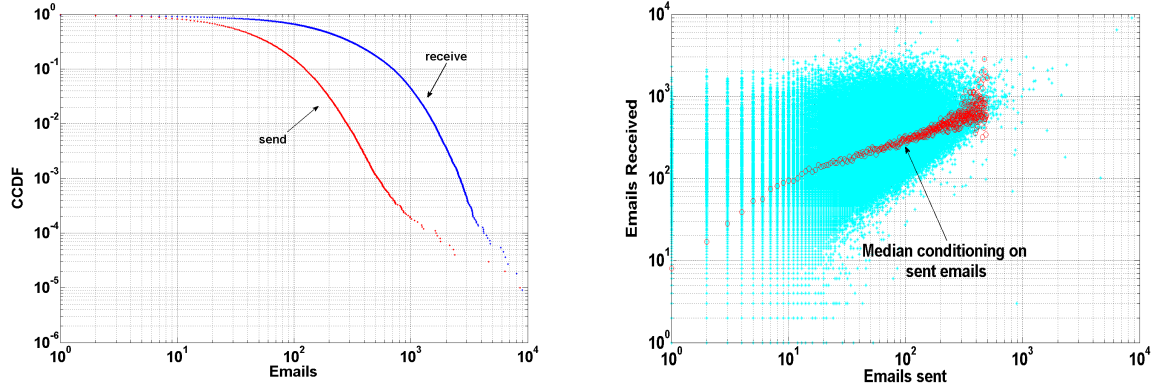 10^0
10^-1
10^-2
10^-3
10^-4
10^-5
10^-6
CCDF
receive
send
10^0 10^1 10^2 10^3 10^4
Emails
10^4
10^3
10^2
10^1
10^0
Emails Received
Median conditioning on
sent emails
10^0 10^1 10^2 10^3 10^4
Emails sent